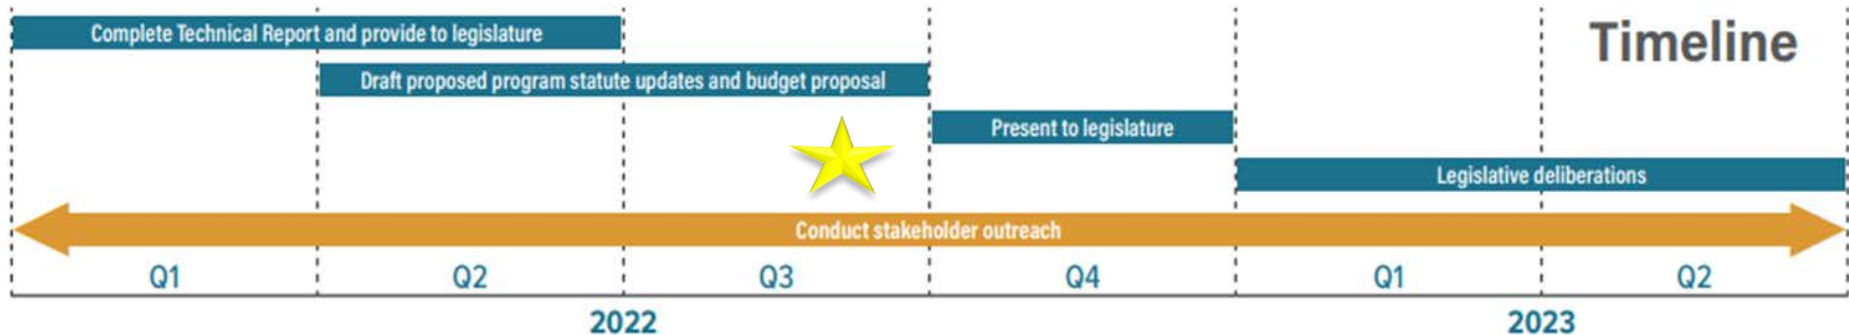 Timeline
Complete Technical Report and provide to legislature
Draft proposed program statute updates and budget proposal
Present to legislature
Legislative deliberations
Conduct stakeholder outreach
Q1
Q2
Q3
Q4
Q1
Q2
2022
2023